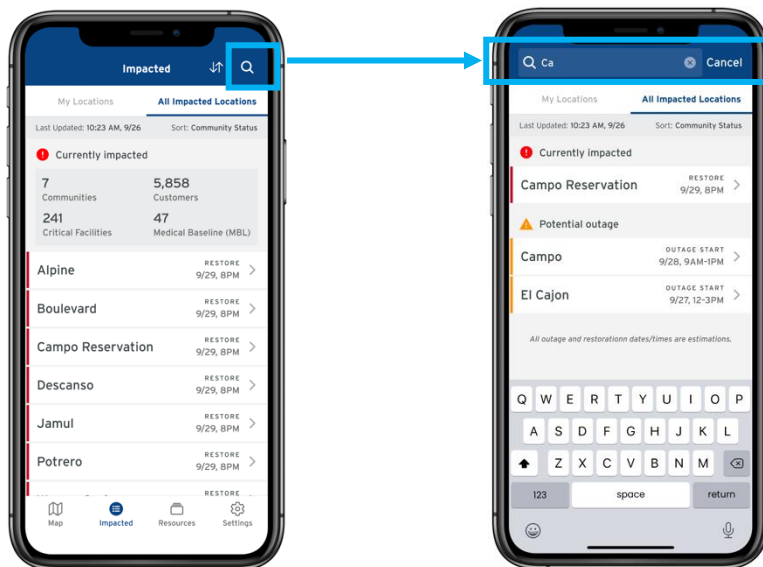 Impacted
My Locations All Impacted Locations
Last Updated: 10:23 AM, 9/26 Sort: Community Status
Currently impacted
7 5,858
Communities Customers
241 47
Critical Facilities Medical Baseline (MBL)
RESTORE
Alpine 9/29, 8PM
RESTORE
Boulevard 9/29, 8PM
RESTORE
Campo Reservation 9/29, 8PM
RESTORE
Descanso 9/29, 8PM
RESTORE
Jamul 9/29, 8PM
RESTORE
Potrero 9/29, 8PM
RESTORE
Map Impacted Resources Settings
Ca Cancel
My Locations All Impacted Locations
Last Updated: 10:23 AM, 9/26 Sort: Community Status
Currently impacted
RESTORE
Campo Reservation 9/29, 8PM
Potential outage
OUTAGE START
Campo 9/28, 9AM-1PM
OUTAGE START
El Cajon 9/27, 12-3PM
All outage and restorationn dates/times are estimations.
Q W E R T Y U I O P
A S D F G H J K L
Z X C V B N M
123 space return